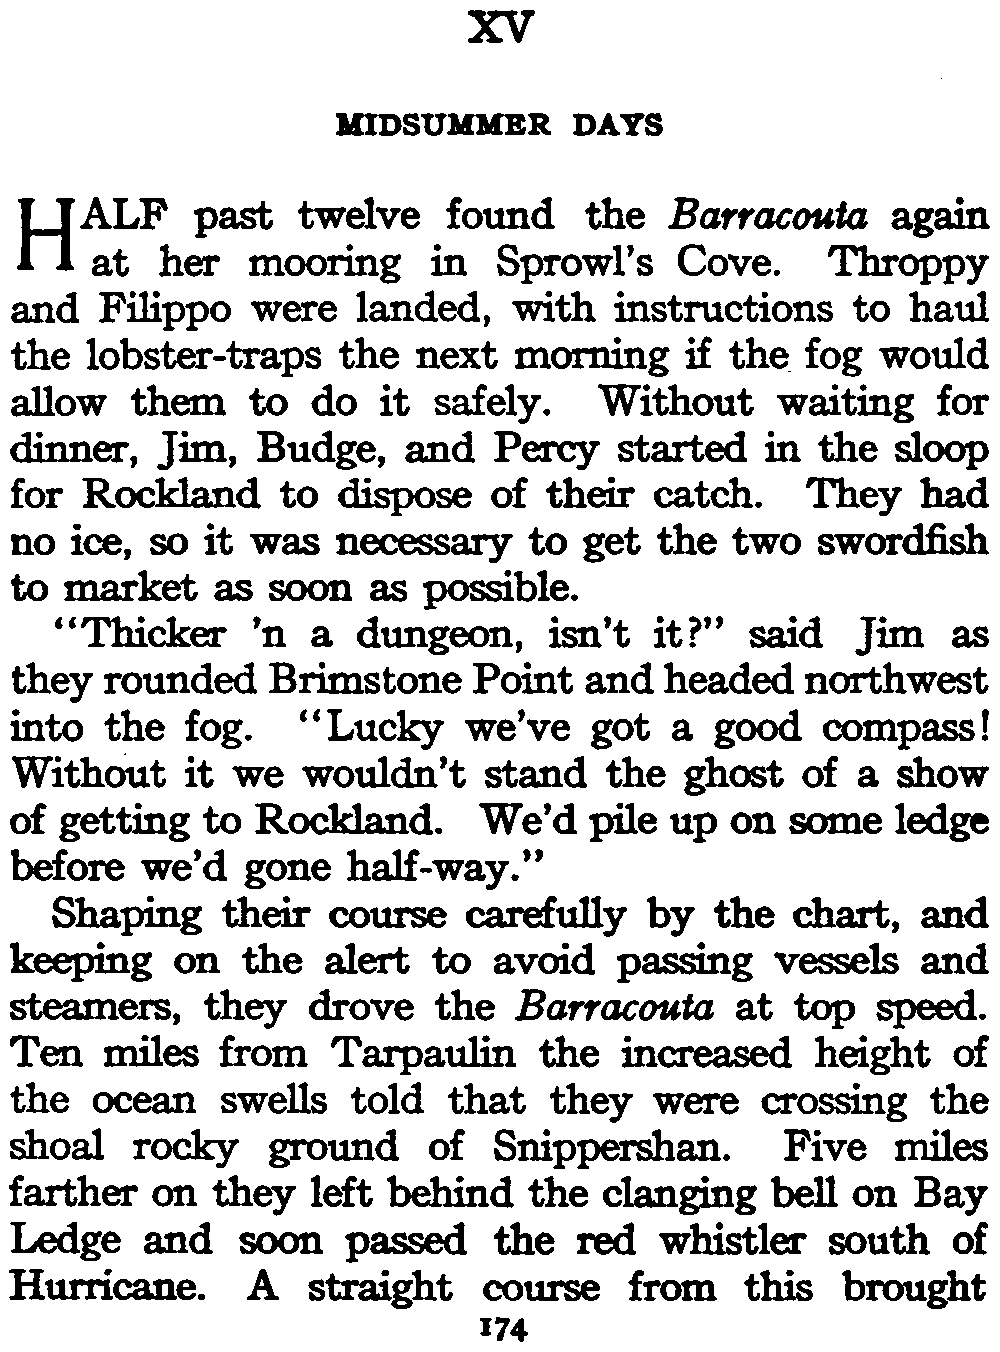 XV
MIDSUMMER DAYS
HALF past twelve found the Barracouta again
at her mooring in Sprowl's Cove. Throppy
and Filippo were landed, with instructions to haul
the lobster-traps the next morning if the fog would
allow them to do it safely. Without waiting for
dinner, Jim, Budge, and Percy started in the sloop
for Rockland to dispose of their catch. They had
no ice, so it was necessary to get the two swordfish
to market as soon as possible.
"Thicker 'n a dungeon, isn't it?" said Jim as
they rounded Brimstone Point and headed northwest
into the fog. "Lucky we've got a good compass!
Without it we wouldn't stand the ghost of a show
of getting to Rockland. We'd pile up on some ledge
before we'd gone half-way."
Shaping their course carefully by the chart, and
keeping on the alert to avoid passing vessels and
steamers, they drove the Barracouta at top speed.
Ten miles from Tarpaulin the increased height of
the ocean swells told that they were crossing the
shoal rocky ground of Snippershan. Five miles
farther on they left behind the clanging bell on Bay
Ledge and soon passed the red whistler south of
Hurricane. A straight course from this brought
174